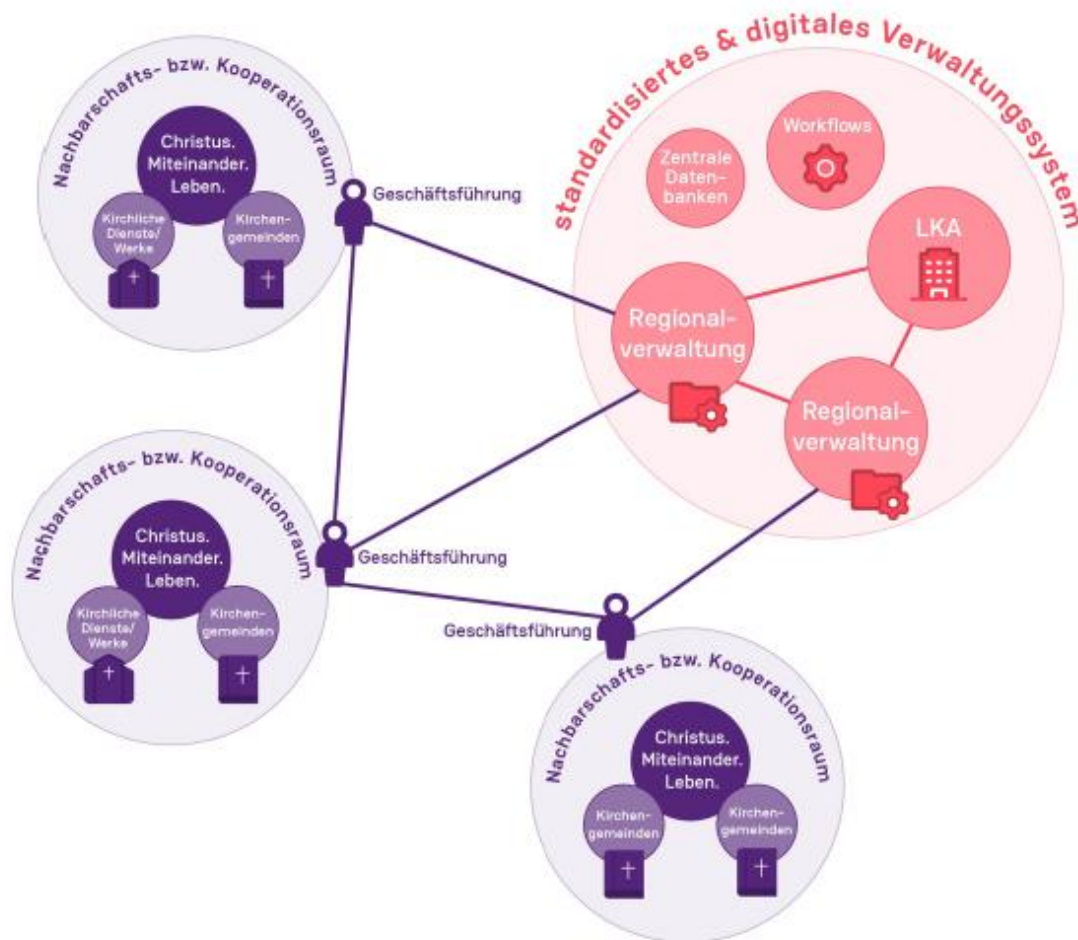 Nachbarschafts- bzw. Kooperationsraum
Christus.
Miteinander.
Leben.
Kirchliche
Dienste/
Werke
Kirchen-
gemeinden
Geschäftsführung
standardisiertes & digitales Verwaltungssystem
Zentrale
Daten-
banken
Workflows
LKA
Regional-
verwaltung
Regional-
verwaltung
Nachbarschafts- bzw. Kooperationsraum
Christus.
Miteinander.
Leben.
Kirchliche
Dienste/
Werke
Kirchen-
gemeinden
Geschäftsführung
Geschäftsführung
Nachbarschafts- bzw. Kooperationsraum
Christus.
Miteinander.
Leben.
Kirchen-
gemeinden
Kirchen-
gemeinden